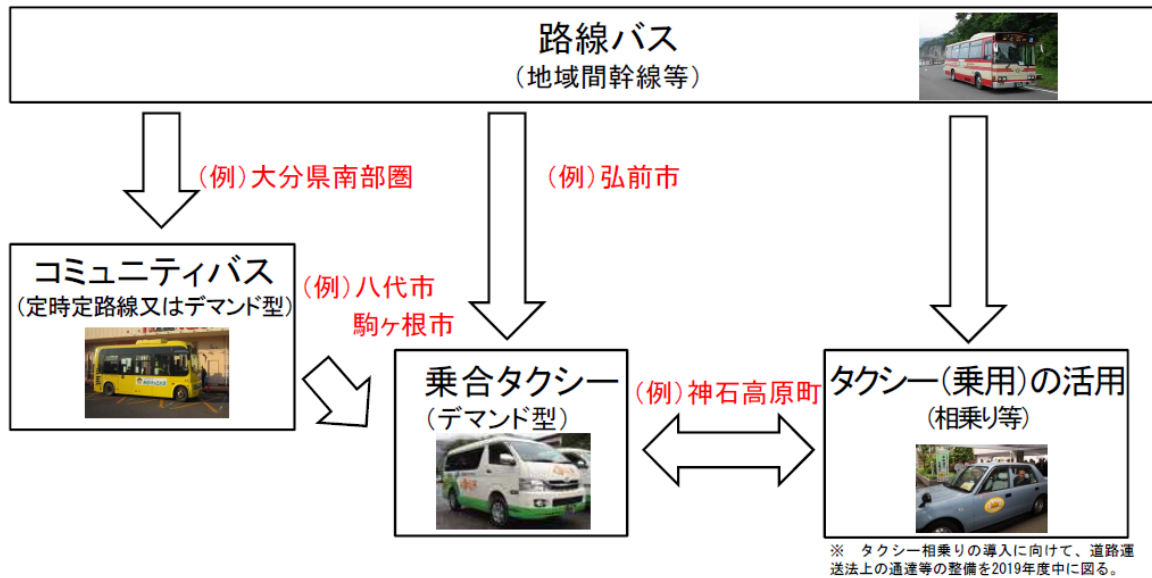 路線バス
(地域間幹線等)
(例)大分県南部圏
(例)弘前市
コミュニティバス
(定時定路線又はデマンド型)
(例)八代市
駒ヶ根市
乗合タクシー
(デマンド型)
(例)神石高原町
タクシー(乗用)の活用
(相乗り等)
※ タクシー相乗りの導入に向けて、道路運
送法上の通達等の整備を2019年度中に図る。